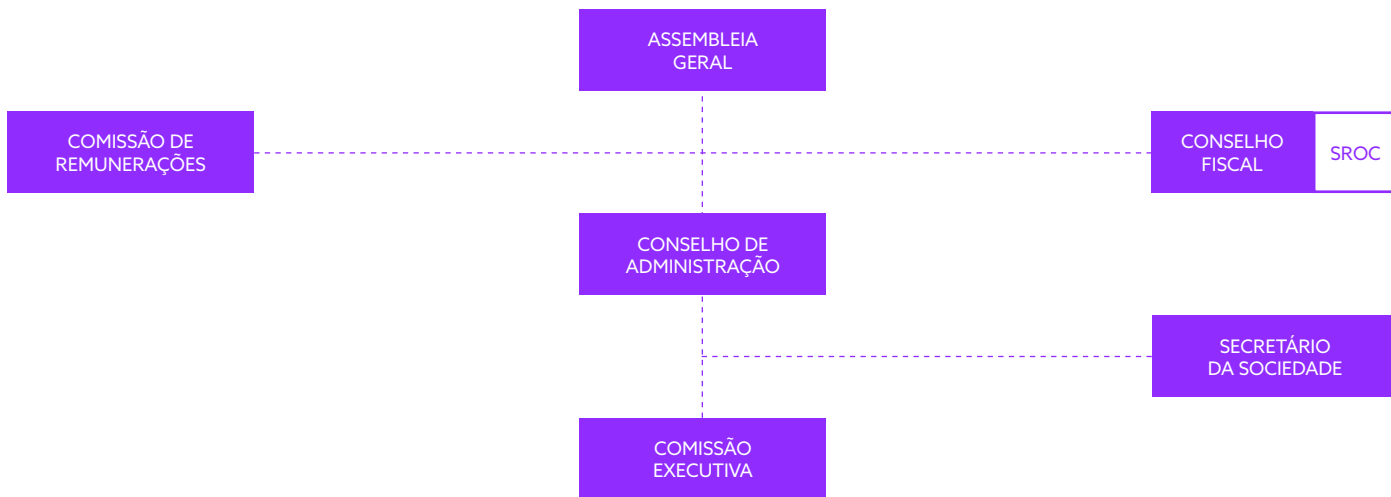 ASSEMBLEIA
GERAL
COMISSÃO DE
REMUNERAÇÕES
CONSELHO
FISCAL
SROC
CONSELHO DE
ADMINISTRAÇÃO
SECRETÁRIO
DA SOCIEDADE
COMISSÃO
EXECUTIVA